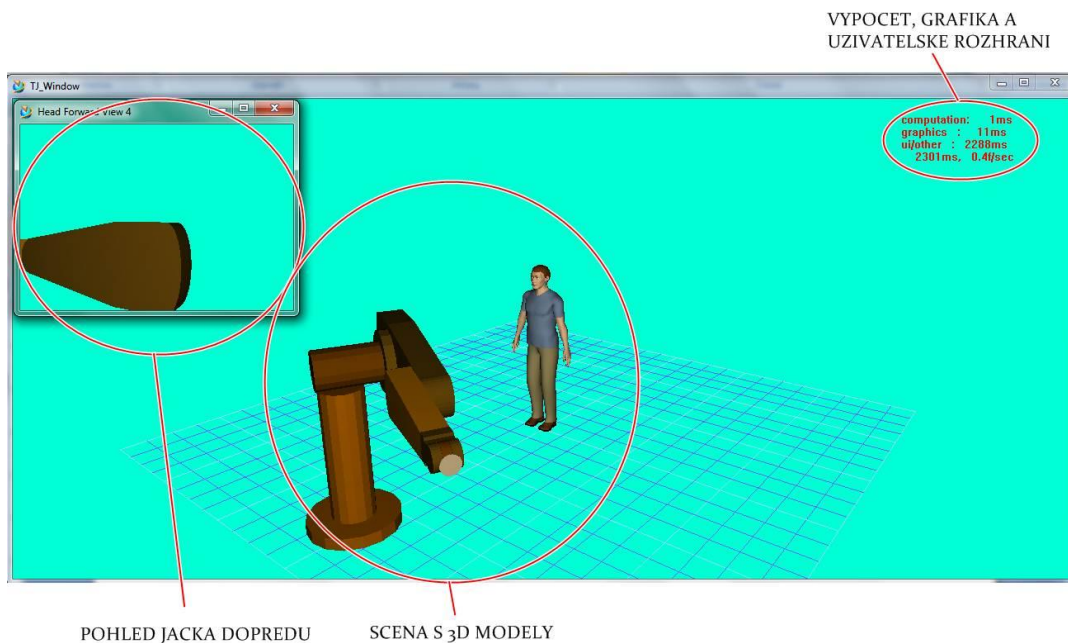 VYPOCET, GRAFIKA A
UZIVATELSKE ROZHRANI
TJ_Window
Head Forward View 4
computation: 1ms
graphics : 11ms
ui/other : 2288ms
2301ms, 0.4f/sec
POHLED JACKA DOPREDU
SCENA S 3D MODELY